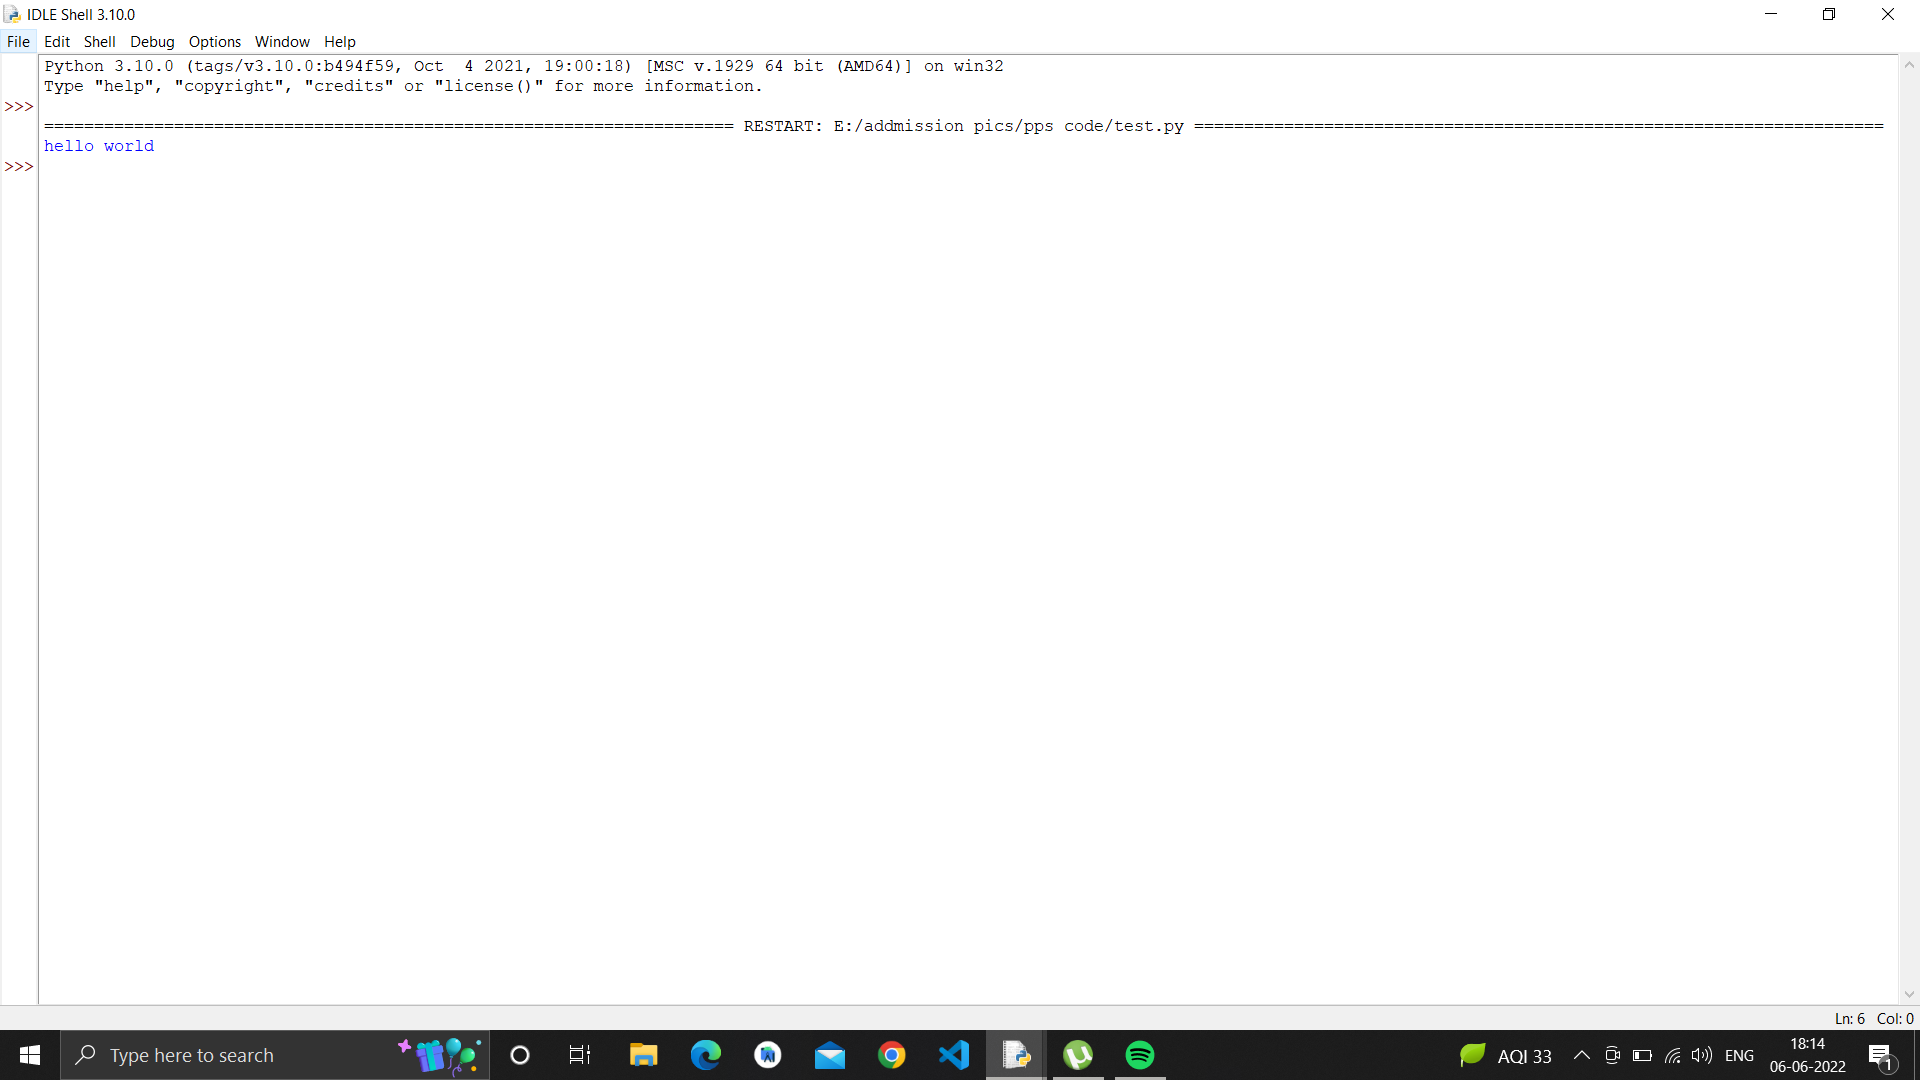 IDLE Shell 3.10.0
File Edit Shell Debug Options Window Help
Python 3.10.0 (tags/v3.10.0:b494f59, Oct  4 2021, 19:00:18) [MSC v.1929 64 bit (AMD64)] on win32
Type "help", "copyright", "credits" or "license()" for more information.
>>>
===================================================================== RESTART: E:/addmission pics/pps code/test.py =====================================================================
hello world
>>>
Ln: 6 Col: 0
Type here to search
AQI 33 ENG 18:14
06-06-2022
1